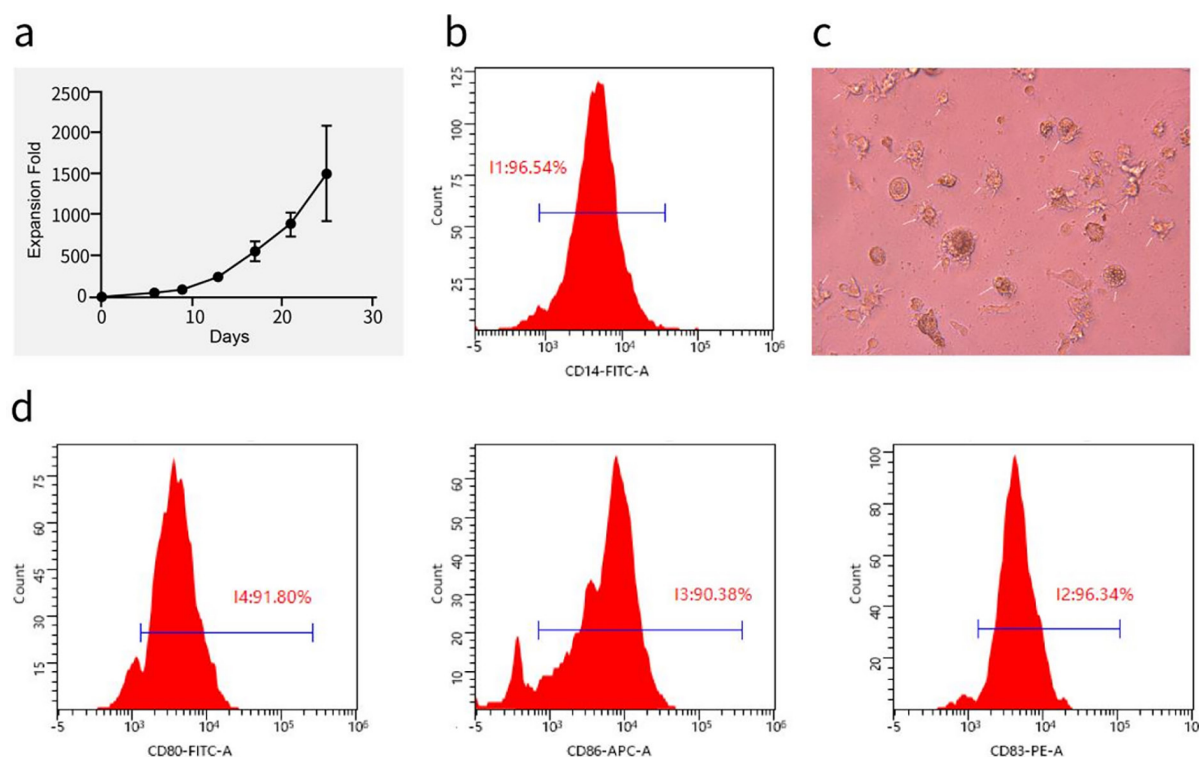 a
2500
2000
1500
1000
500
0
Expansion Fold
0 10 20 30
Days
b
125
100
75
50
25
Count
I1:96.54%
-5 10³ 10⁴ 10⁵ 10⁶
CD14-FITC-A
c
d
75
60
45
30
15
Count
I4:91.80%
-5 10³ 10⁴ 10⁵ 10⁶
CD80-FITC-A
60
50
40
30
20
10
Count
I3:90.38%
-5 10³ 10⁴ 10⁵ 10⁶
CD86-APC-A
100
80
60
40
20
Count
I2:96.34%
-5 10³ 10⁴ 10⁵ 10⁶
CD83-PE-A